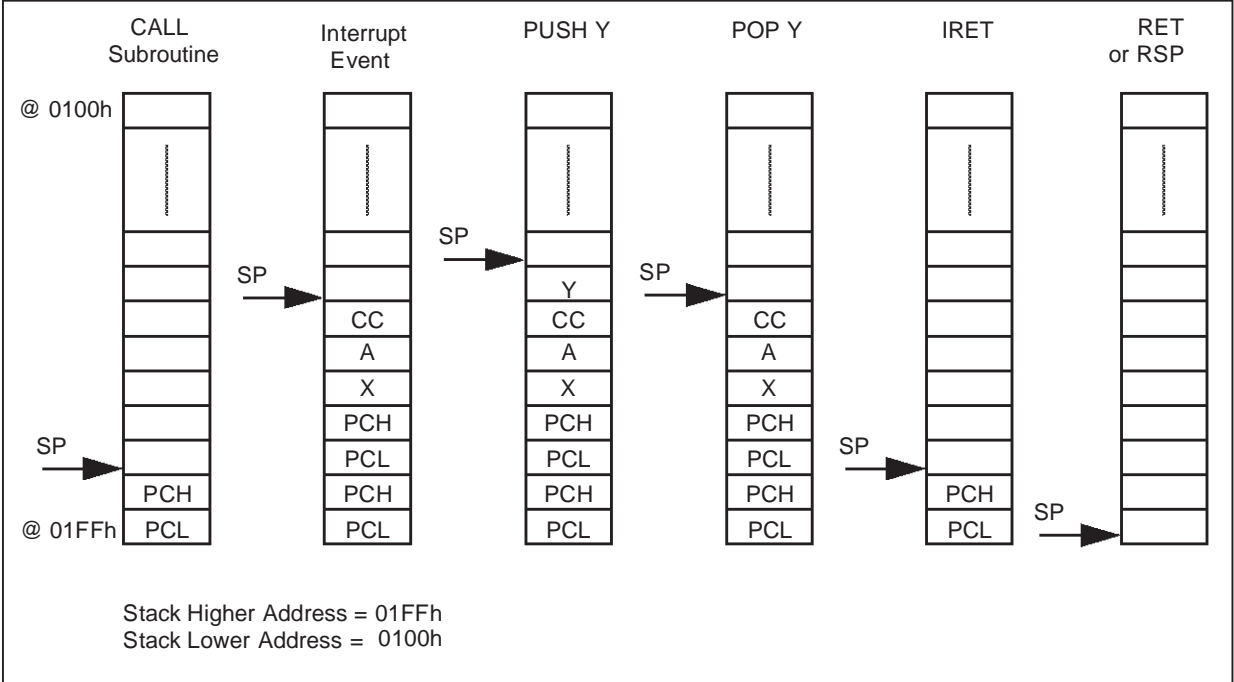 CALL
Subroutine
Interrupt
Event
PUSH Y
POP Y
IRET
RET
or RSP
@ 0100h
SP
SP
SP
Y
SP
CC
CC
CC
A
A
A
X
X
X
PCH
PCH
PCH
SP
PCL
PCL
PCL
SP
PCH
PCH
PCH
PCH
PCH
SP
@ 01FFh
PCL
PCL
PCL
PCL
PCL
Stack Higher Address = 01FFh
Stack Lower Address = 0100h